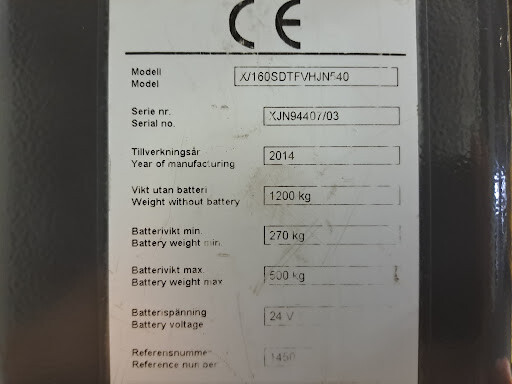 CE
Modell
Model
Serie nr.
Serial no.
XJN94407/03
Tillverkningsår
Year of manufacturing
2014
Vikt utan batteri
Weight without battery
1200 kg
Batterivikt min.
Battery weight min.
270 kg
Batterivikt max.
Battery weight max
500 kg
Batterispänning
Battery voltage
24 V
Referensnummer
Reference number